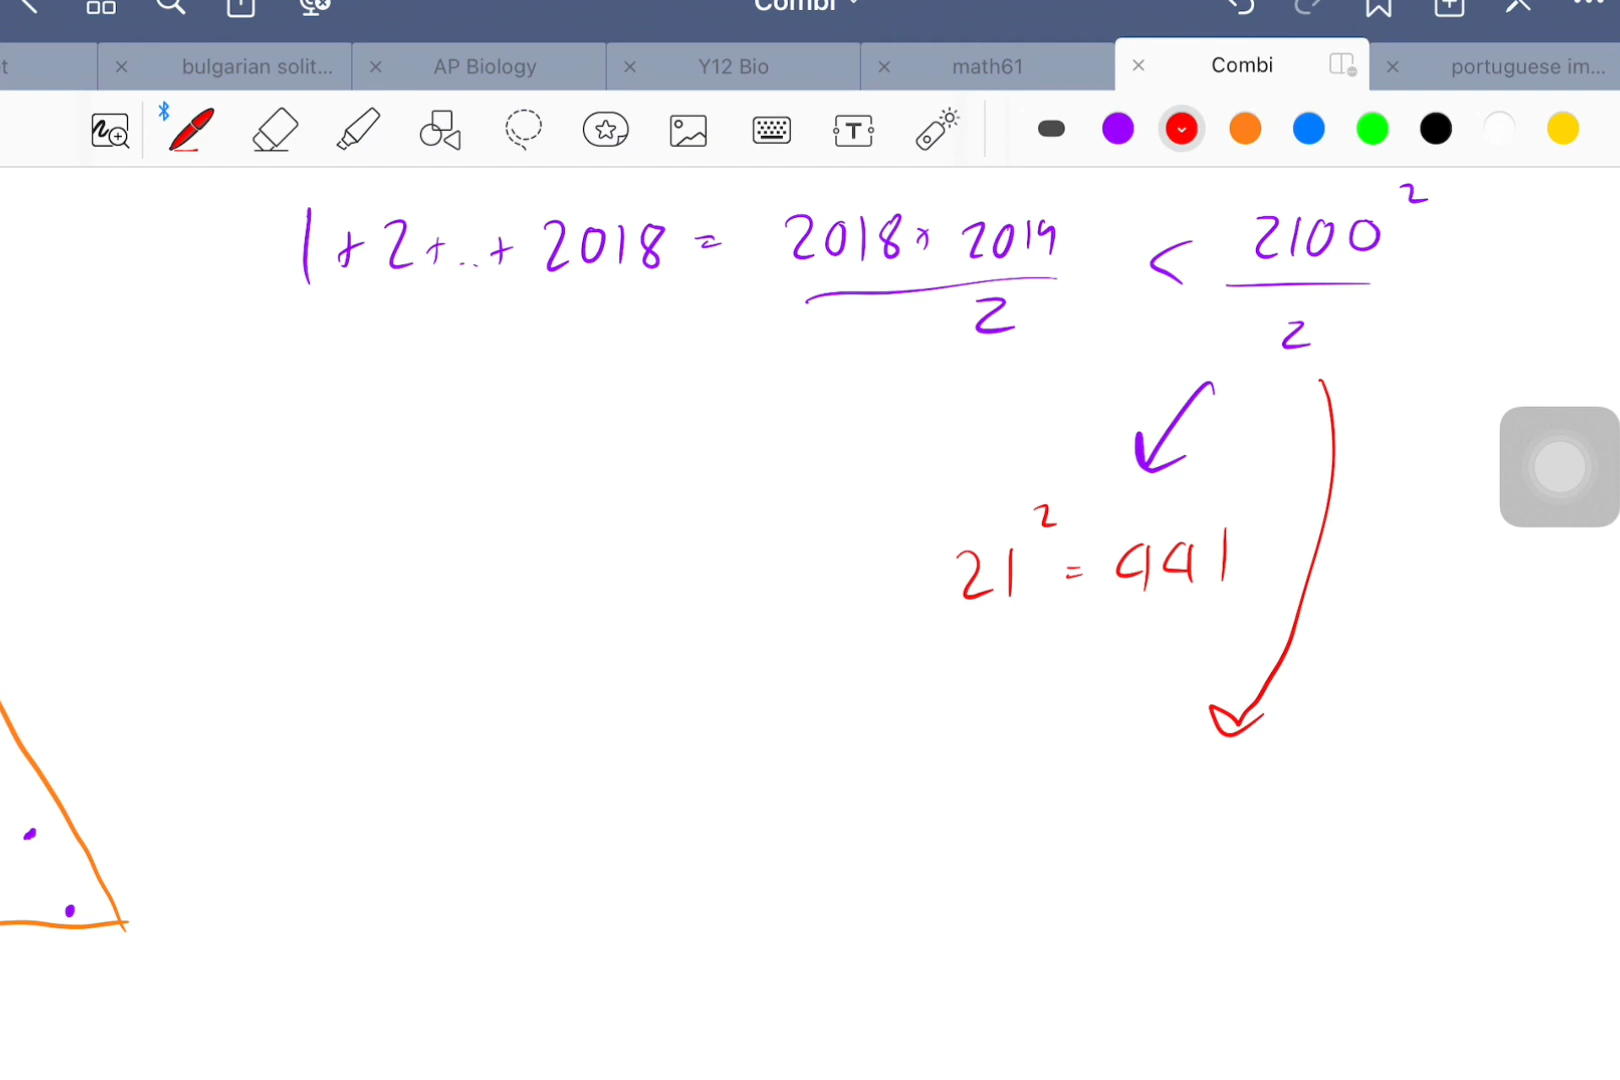 Combi
t
× bulgarian solit...
× AP Biology
× Y12 Bio
× math61
× Combi
× portuguese im...
T
1 + 2 + .. + 2018 = 2018 × 2019 / 2 < 2100² / 2
21² = 441